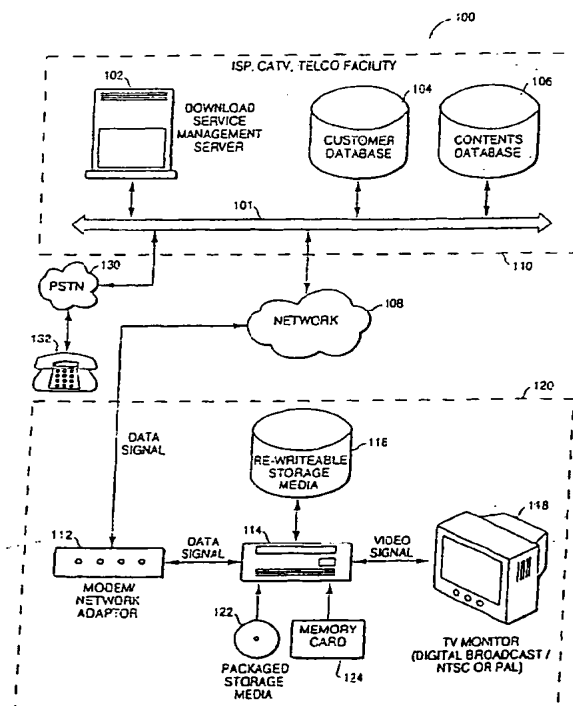 100
ISP, CATV, TELCO FACILITY
102
DOWNLOAD
SERVICE
MANAGEMENT
SERVER
104
CUSTOMER
DATABASE
106
CONTENTS
DATABASE
101
110
130
PSTN
132
NETWORK
108
120
DATA
SIGNAL
RE-WRITEABLE
STORAGE
MEDIA
116
112
MODEM/
NETWORK
ADAPTOR
DATA
SIGNAL
114
VIDEO
SIGNAL
118
TV MONITOR
(DIGITAL BROADCAST /
NTSC OR PAL)
122
PACKAGED
STORAGE
MEDIA
MEMORY
CARD
124